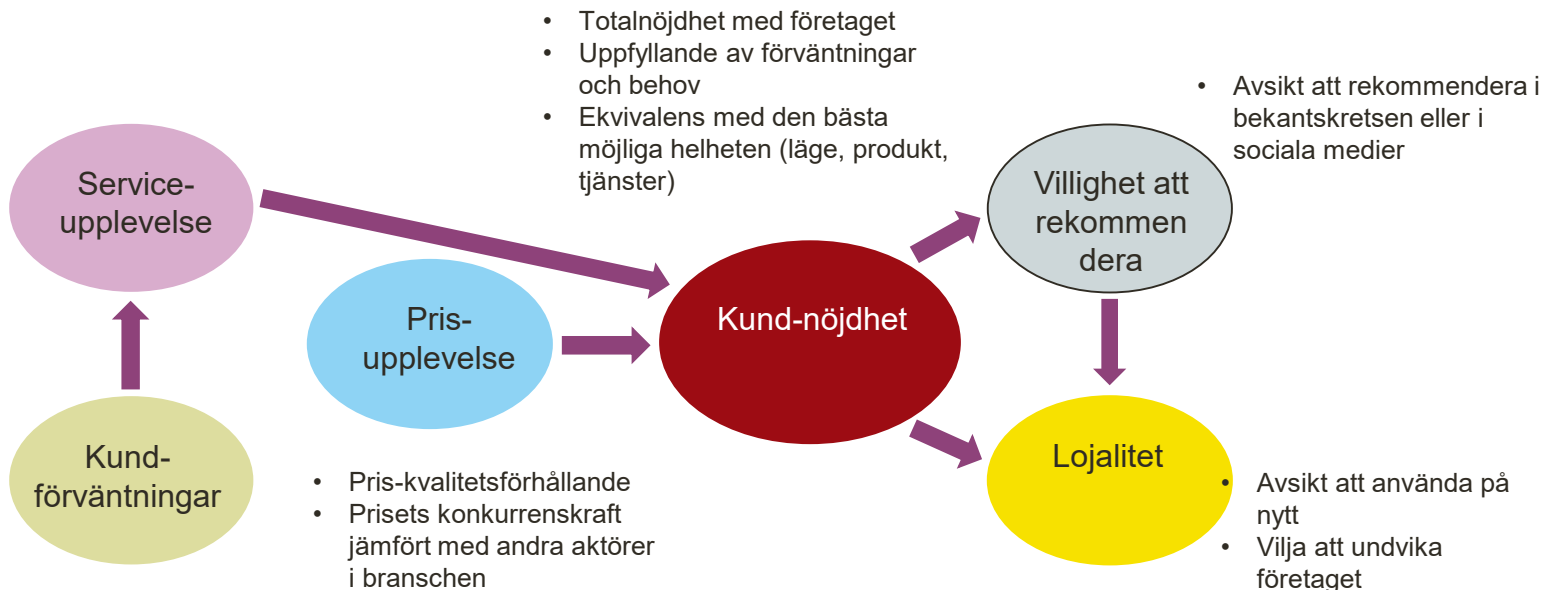 • Totalnöjdhet med företaget
• Uppfyllande av förväntningar
och behov
• Ekvivalens med den bästa
möjliga helheten (läge, produkt,
tjänster)
• Avsikt att rekommendera i
bekantskretsen eller i
sociala medier
Service-
upplevelse
Villighet att
rekommen
dera
Pris-
upplevelse
Kund-nöjdhet
Kund-
förväntningar
Lojalitet
• Pris-kvalitetsförhållande
• Prisets konkurrenskraft
jämfört med andra aktörer
i branschen
• Avsikt att använda på
nytt
• Vilja att undvika
företaget